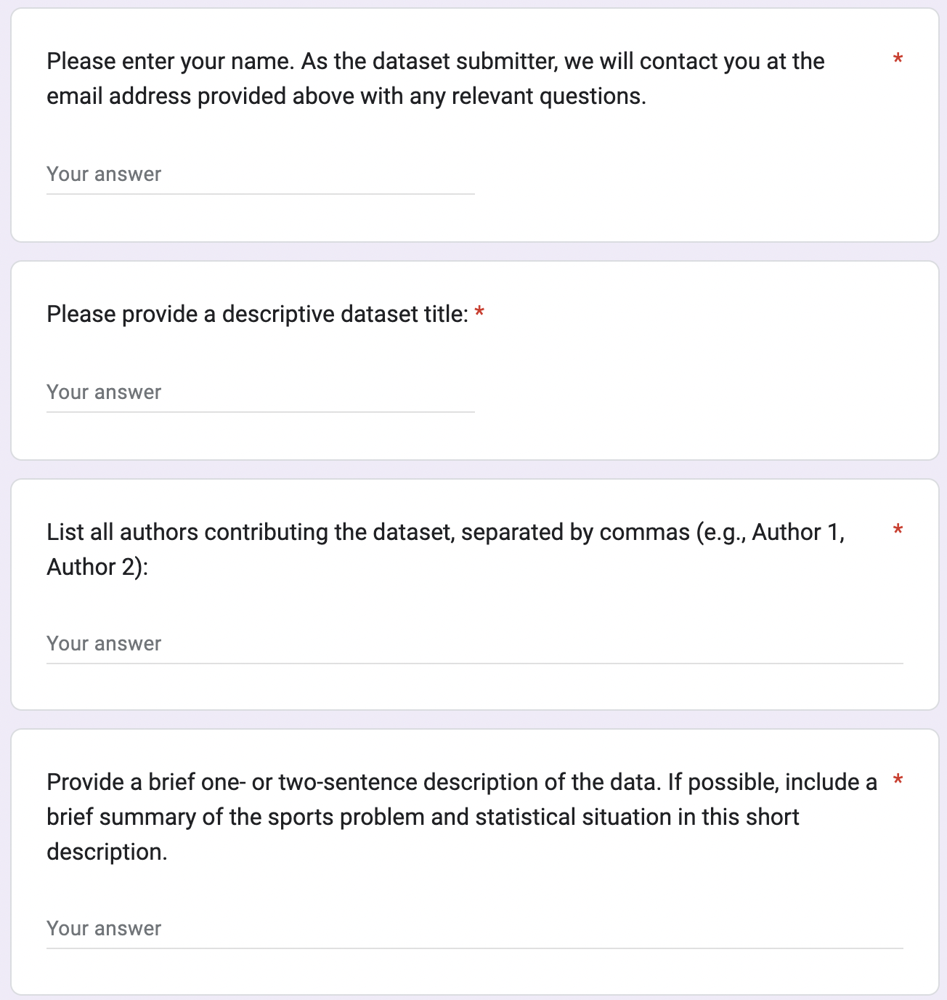 Please enter your name. As the dataset submitter, we will contact you at the *
email address provided above with any relevant questions.
Your answer
Please provide a descriptive dataset title: *
Your answer
List all authors contributing the dataset, separated by commas (e.g., Author 1, *
Author 2):
Your answer
Provide a brief one- or two-sentence description of the data. If possible, include a *
brief summary of the sports problem and statistical situation in this short
description.
Your answer